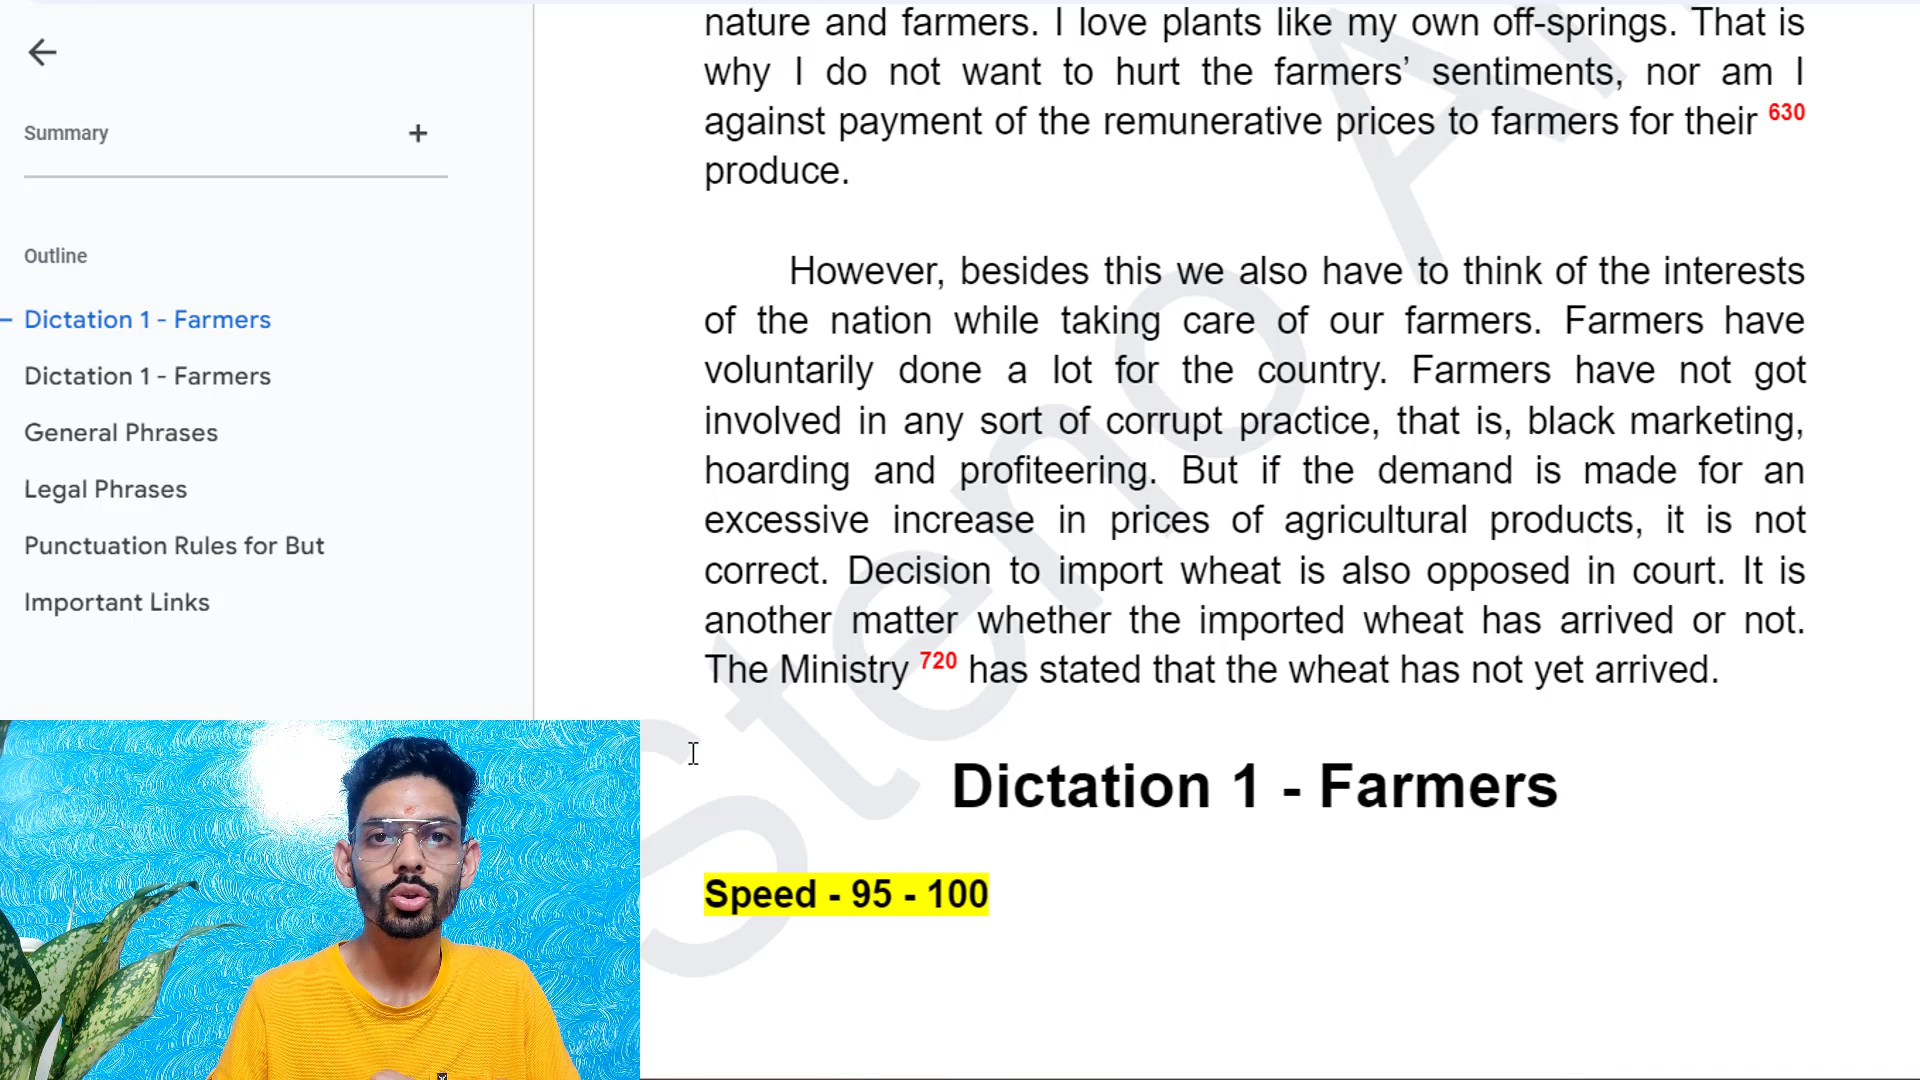 Summary
Outline
Dictation 1 - Farmers
Dictation 1 - Farmers
General Phrases
Legal Phrases
Punctuation Rules for But
Important Links
nature and farmers. I love plants like my own off-springs. That is
why I do not want to hurt the farmers’ sentiments, nor am I
against payment of the remunerative prices to farmers for their 630
produce.
However, besides this we also have to think of the interests
of the nation while taking care of our farmers. Farmers have
voluntarily done a lot for the country. Farmers have not got
involved in any sort of corrupt practice, that is, black marketing,
hoarding and profiteering. But if the demand is made for an
excessive increase in prices of agricultural products, it is not
correct. Decision to import wheat is also opposed in court. It is
another matter whether the imported wheat has arrived or not.
The Ministry 720 has stated that the wheat has not yet arrived.
Dictation 1 - Farmers
Speed - 95 - 100
Steno